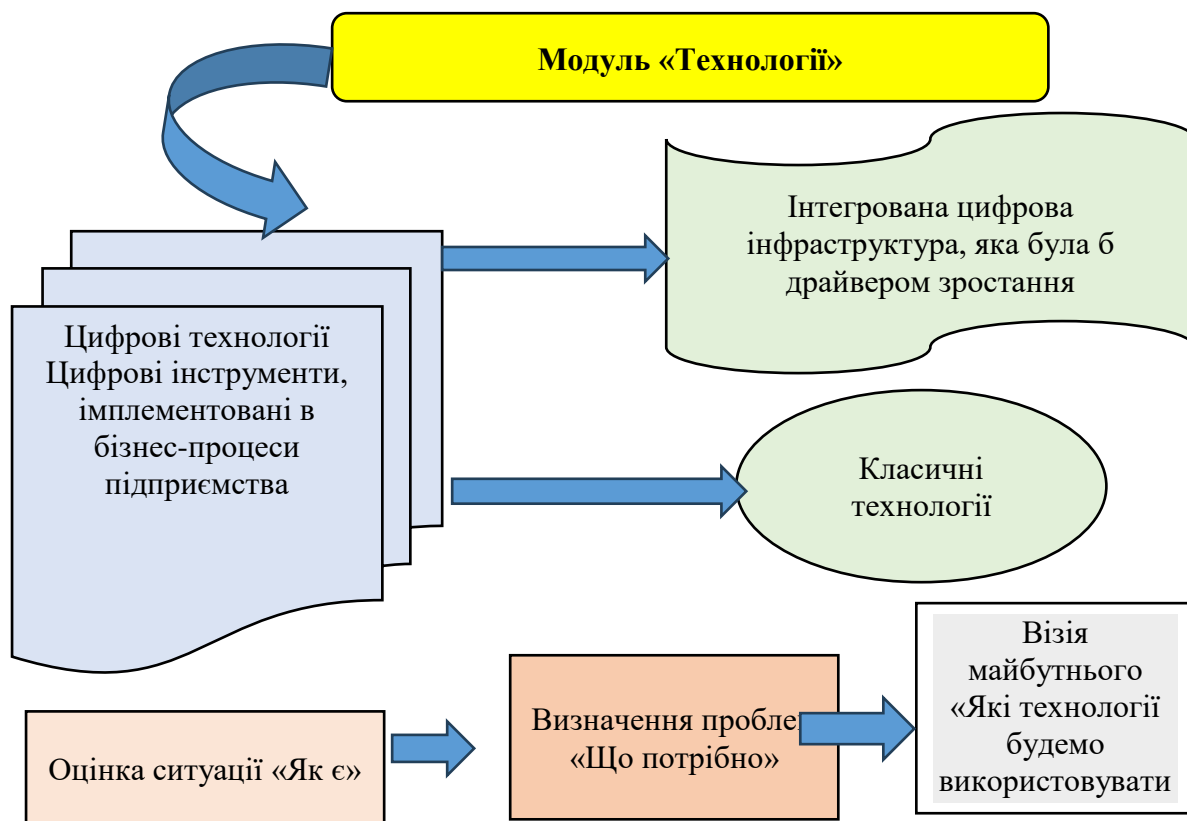 Модуль «Технології»
Інтегрована цифрова
інфраструктура, яка була б
драйвером зростання
Цифрові технології
Цифрові інструменти,
імплементовані в
бізнес-процеси
підприємства
Класичні
технології
Оцінка ситуації «Як є»
Визначення пробле
«Що потрібно»
Візія
майбутнього
«Які технології
будемо
використовувати